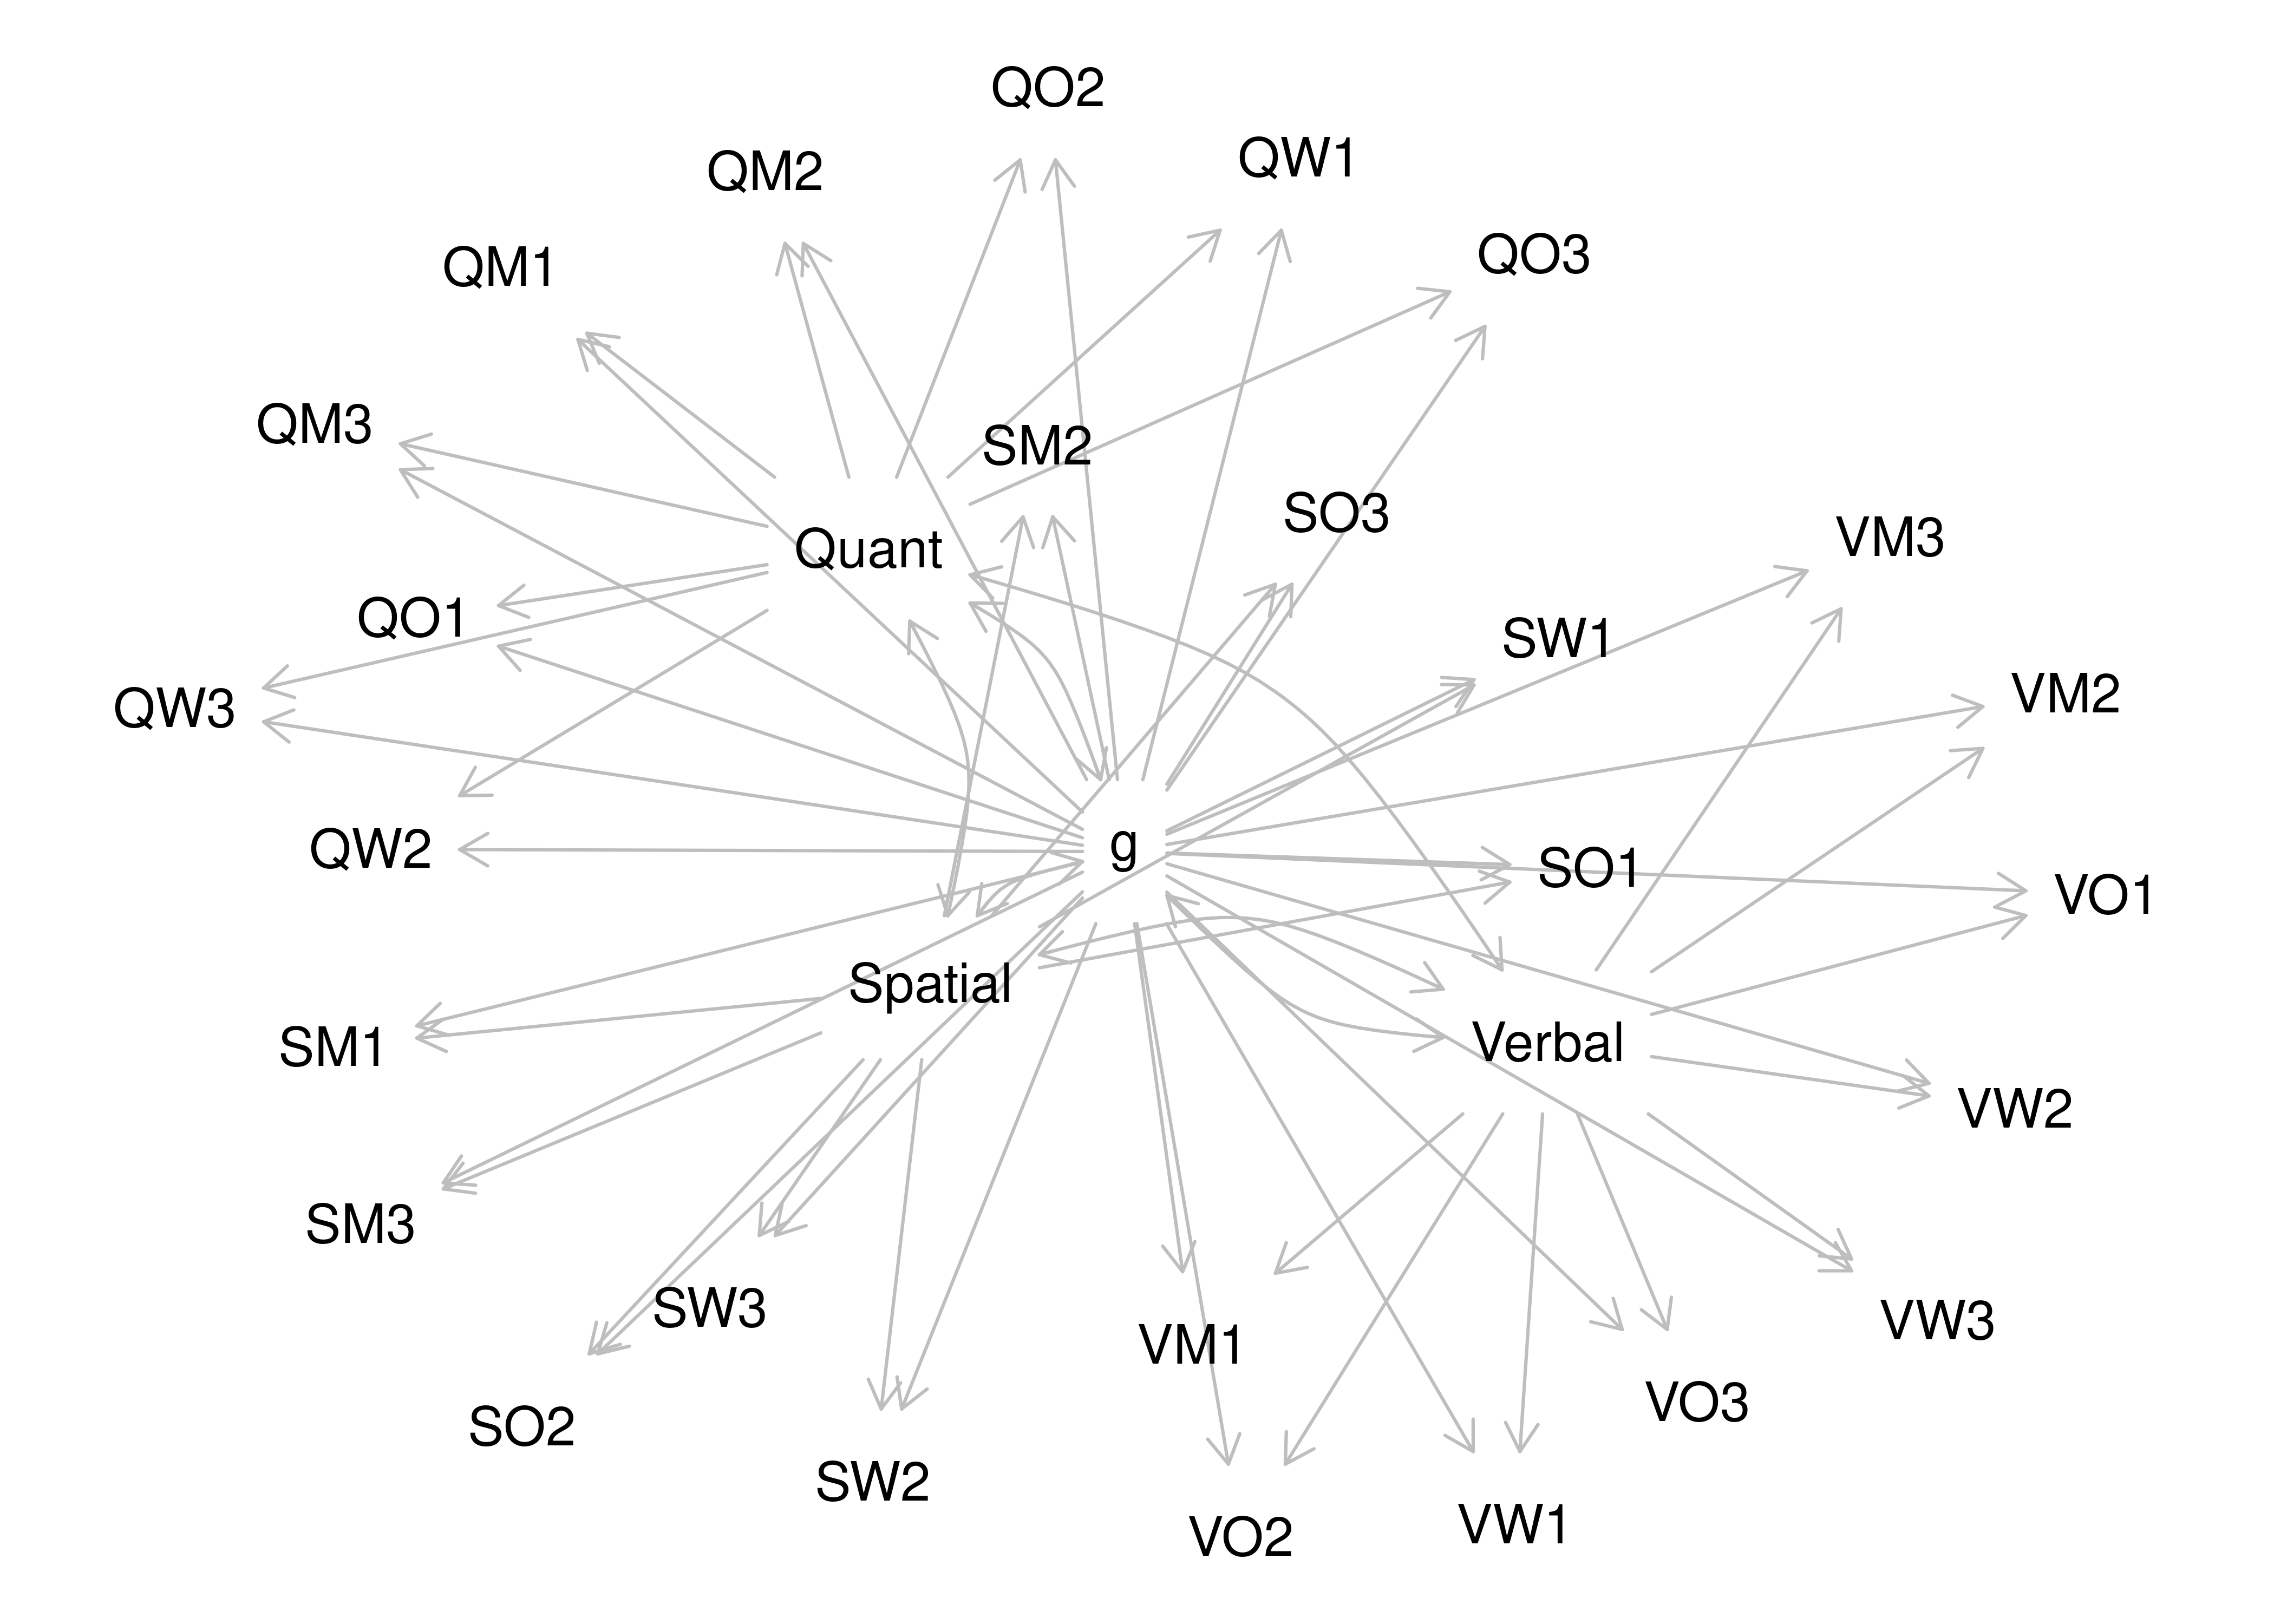 QO2
QM2
QW1
QM1
QO3
QM3
SM2
SO3
VM3
Quant
QO1
SW1
VM2
QW3
QW2
g
SO1
VO1
Spatial
SM1
Verbal
VW2
SM3
SW3
VM1
VW3
SO2
VO3
SW2
VO2
VW1